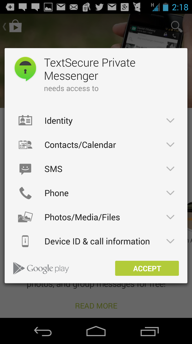 2:18
TextSecure Private
Messenger
needs access to
Identity
Contacts/Calendar
SMS
Phone
Photos/Media/Files
Device ID & call information
Google play
ACCEPT
photos, and group messages for free!
READ MORE